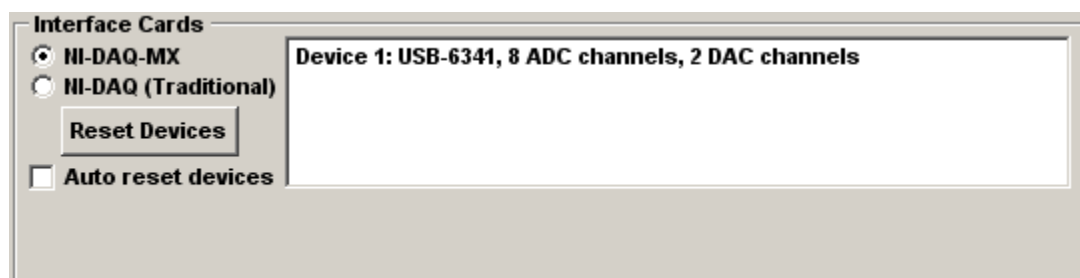 Interface Cards
NI-DAQ-MX
NI-DAQ (Traditional)
Reset Devices
Auto reset devices
Device 1: USB-6341, 8 ADC channels, 2 DAC channels